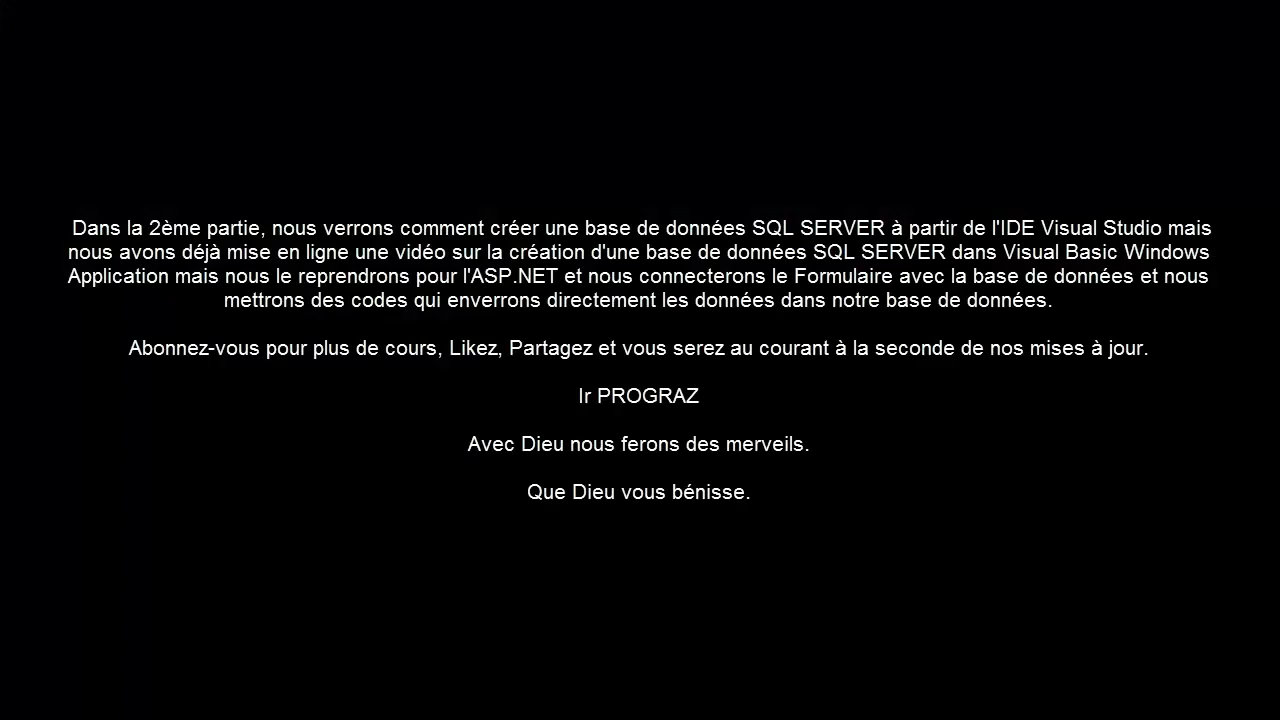 Dans la 2ème partie, nous verrons comment créer une base de données SQL SERVER à partir de l'IDE Visual Studio mais
nous avons déjà mise en ligne une vidéo sur la création d'une base de données SQL SERVER dans Visual Basic Windows
Application mais nous le reprendrons pour l'ASP.NET et nous connecterons le Formulaire avec la base de données et nous
mettrons des codes qui enverrons directement les données dans notre base de données.
Abonnez-vous pour plus de cours, Likez, Partagez et vous serez au courant à la seconde de nos mises à jour.
Ir PROGRAZ
Avec Dieu nous ferons des merveils.
Que Dieu vous bénisse.